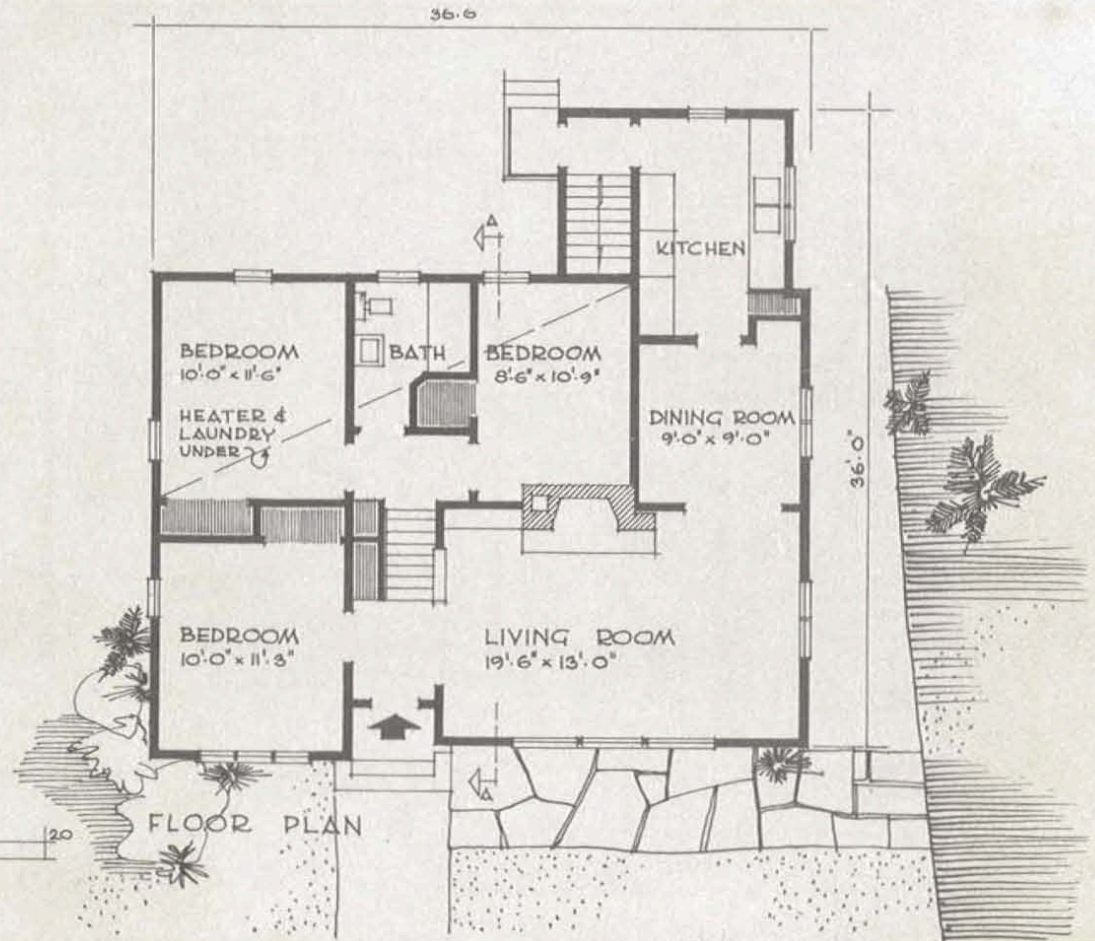 36.6
A
KITCHEN
BEDROOM
10'-0" x 11'-6"
BATH
BEDROOM
8'-6" x 10'-9"
HEATER &
LAUNDRY
UNDER
DINING ROOM
9'-0" x 9'-0"
36'-0"
BEDROOM
10'-0" x 11'-3"
LIVING ROOM
19'-6" x 13'-0"
A
FLOOR PLAN
20